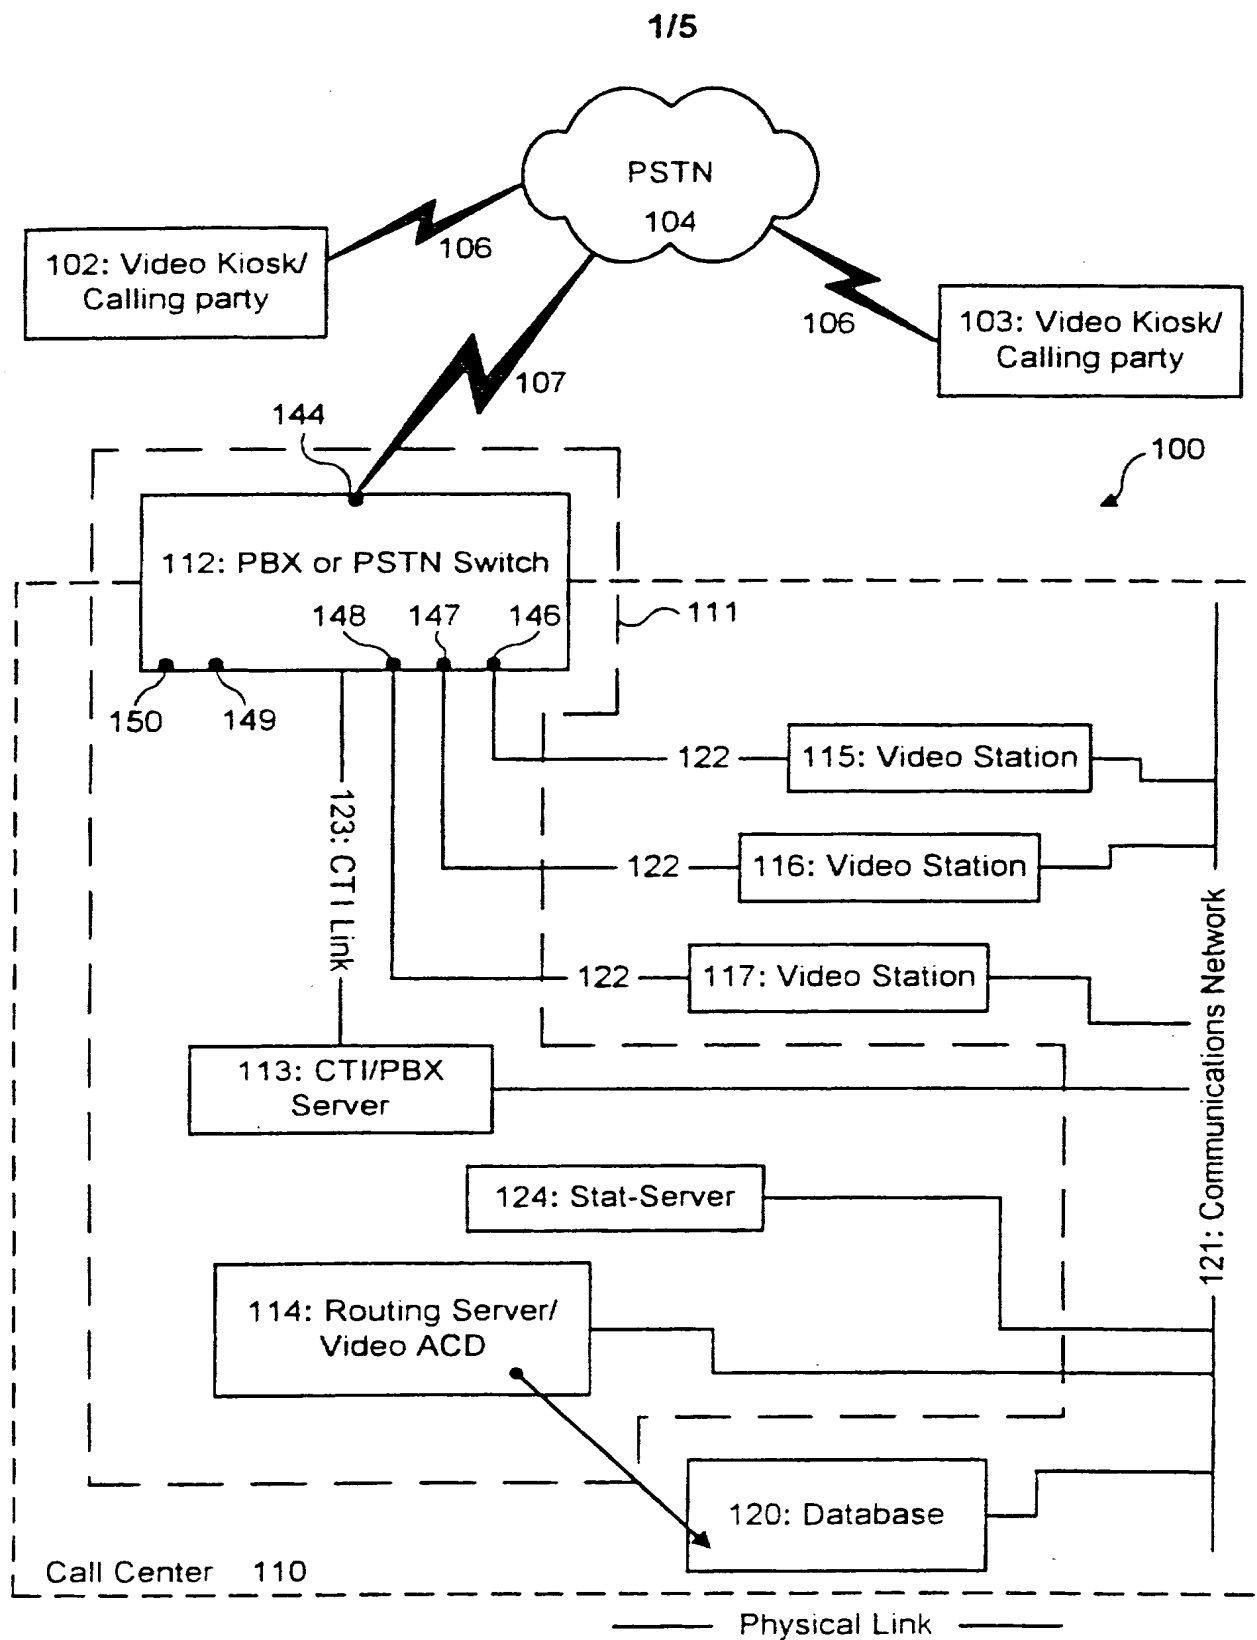 1/5
PSTN
104
106
102: Video Kiosk/
Calling party
106
103: Video Kiosk/
Calling party
107
144
100
112: PBX or PSTN Switch
148
147
146
111
150
149
122
115: Video Station
123: CTI Link
122
116: Video Station
122
117: Video Station
121: Communications Network
113: CTI/PBX
Server
124: Stat-Server
114: Routing Server/
Video ACD
120: Database
Call Center 110
Physical Link